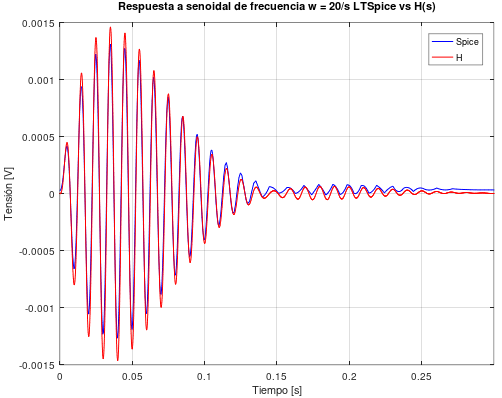 Respuesta a senoidal de frecuencia w = 20/s LTSpice vs H(s)
0.0015
0.001
0.0005
0
-0.0005
-0.001
-0.0015
Tensión [V]
Spice
H
0
0.05
0.1
0.15
0.2
0.25
Tiempo [s]